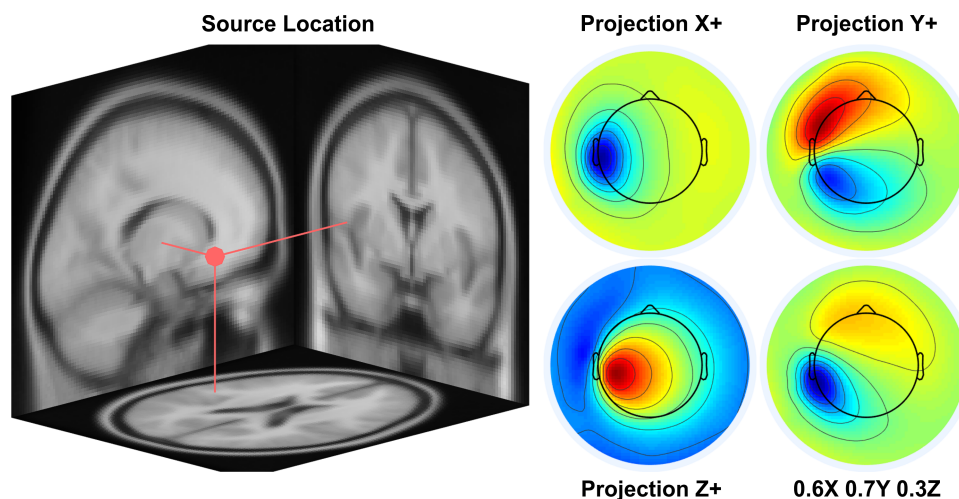 Source Location
Projection X+
Projection Y+
Projection Z+
0.6X 0.7Y 0.3Z